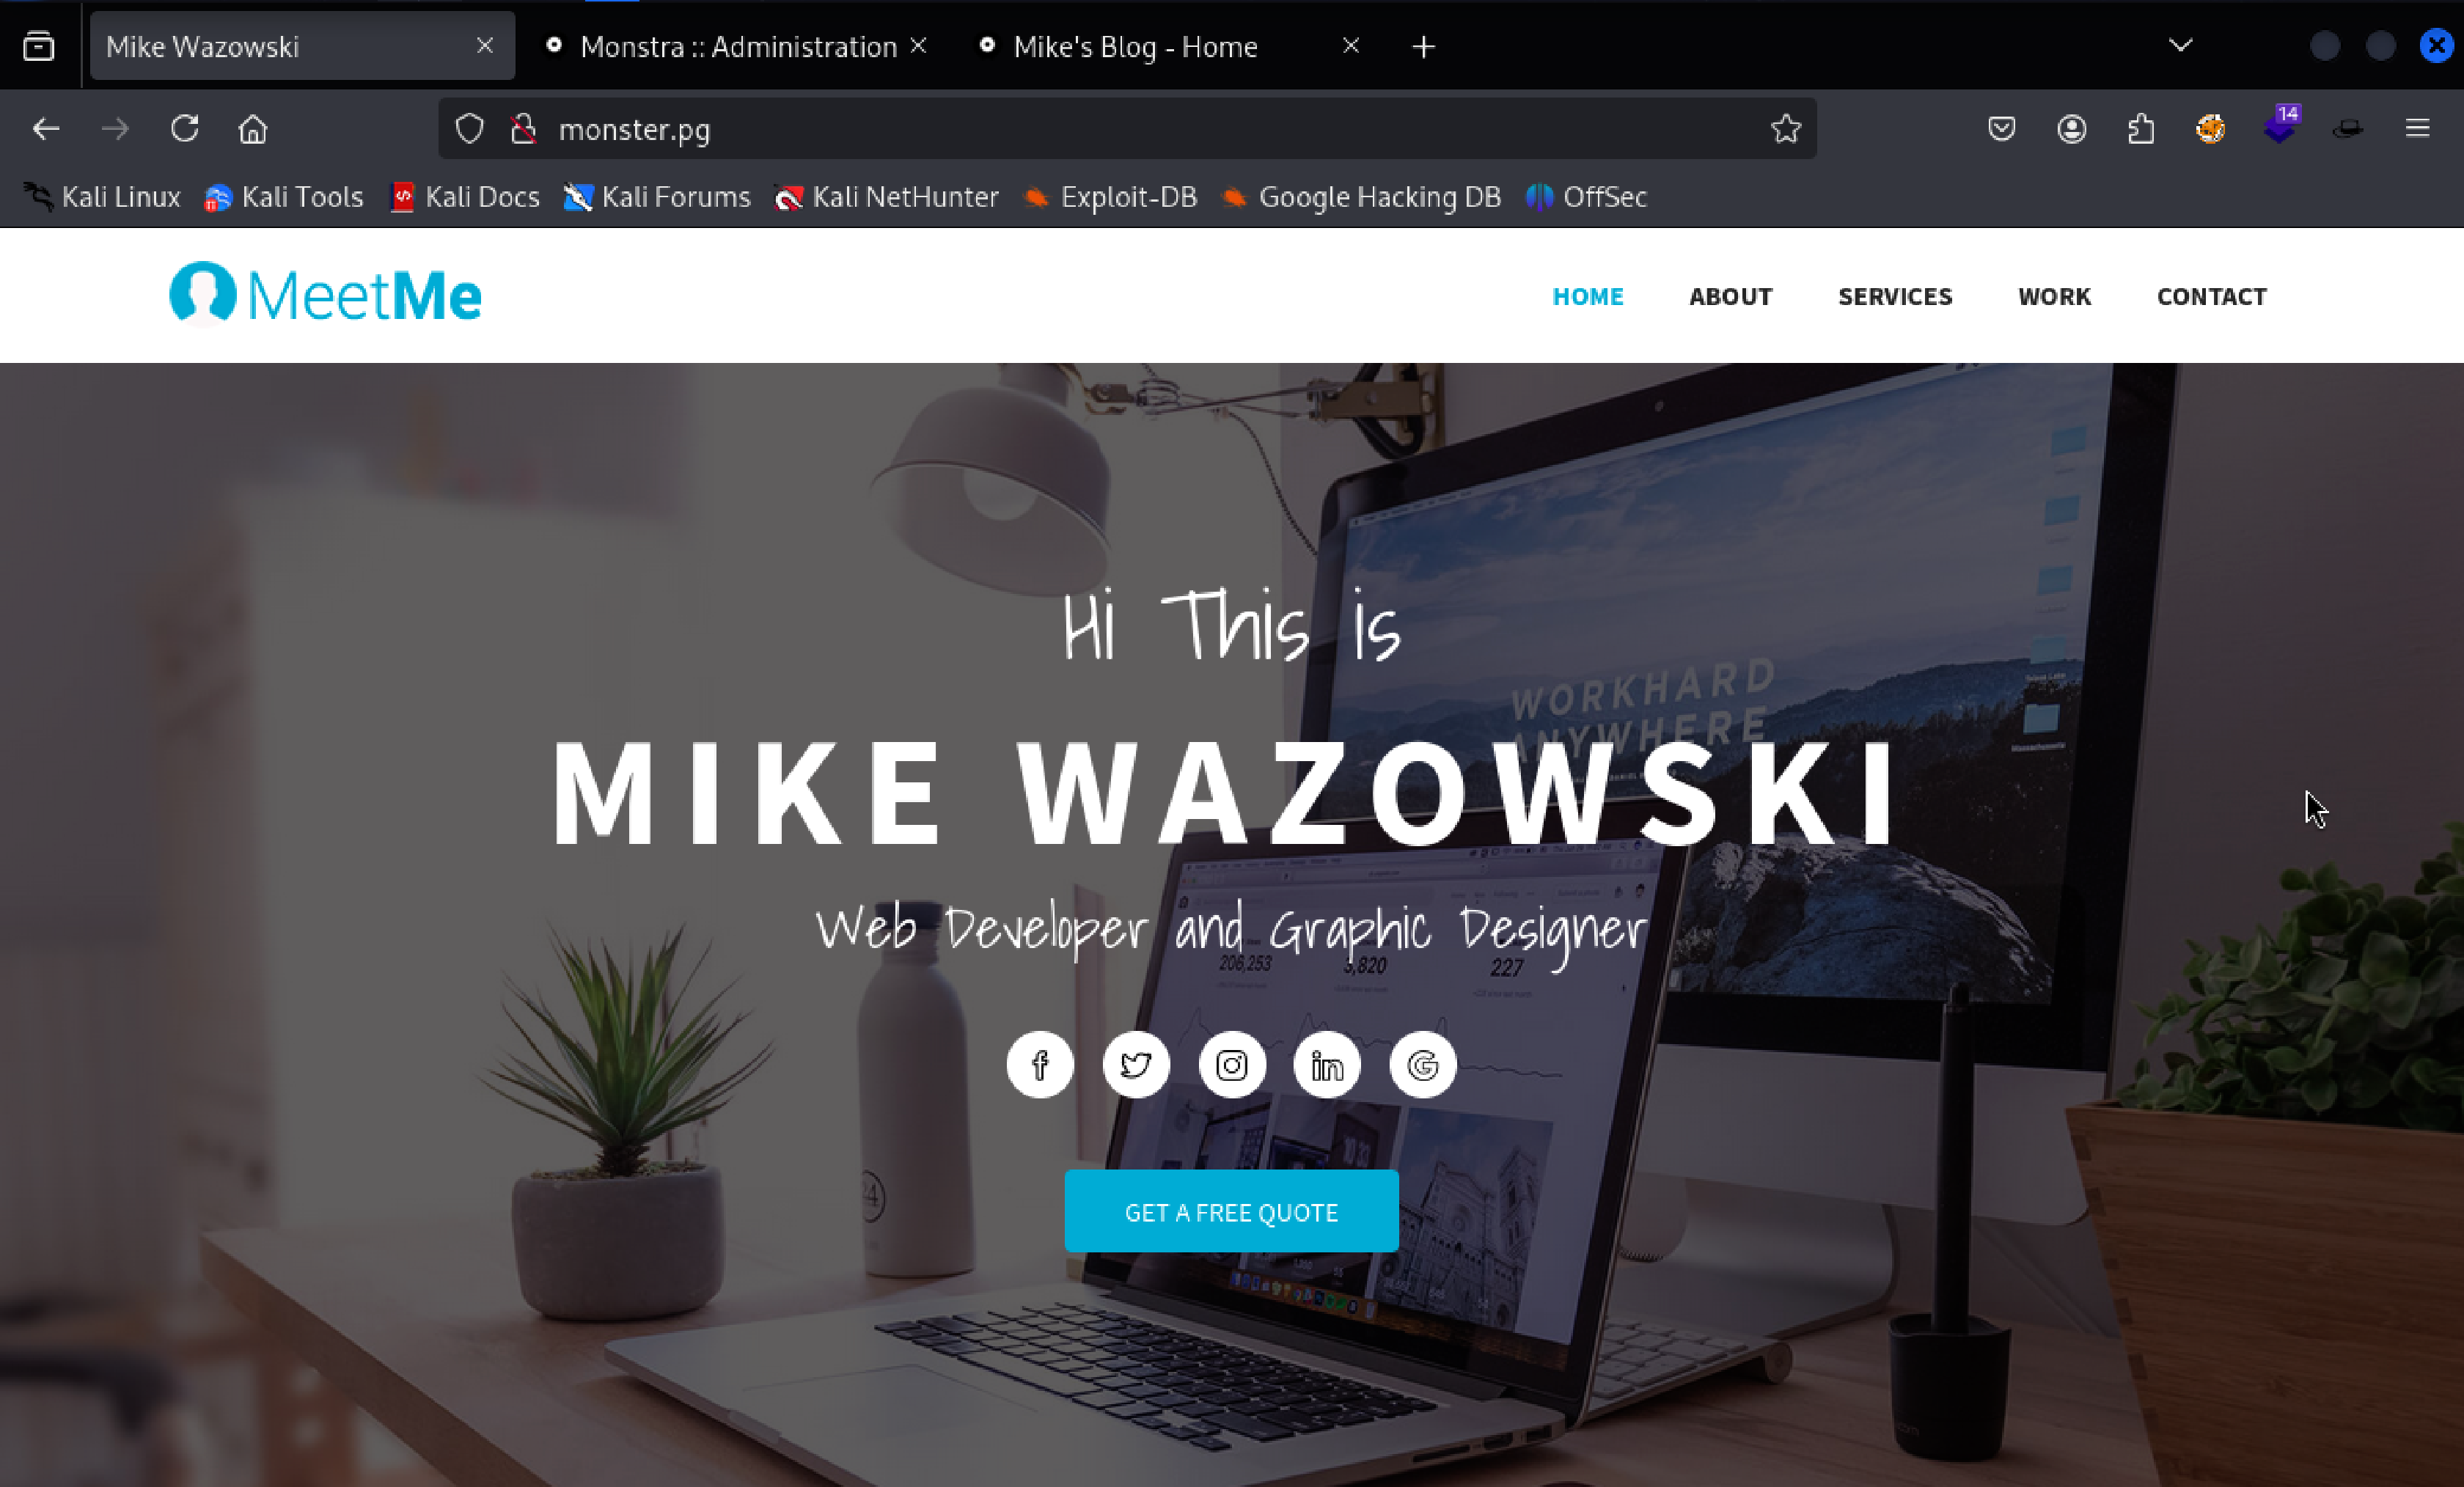 Mike Wazowski
Monstra :: Administration
Mike's Blog - Home
monster.pg
14
Kali Linux
Kali Tools
Kali Docs
Kali Forums
Kali NetHunter
Exploit-DB
Google Hacking DB
OffSec
MeetMe
HOME
ABOUT
SERVICES
WORK
CONTACT
Hi This is
WORKHARD
ANYWHERE
MIKE WAZOWSKI
Web Developer and Graphic Designer
206,253
3,820
227
GET A FREE QUOTE